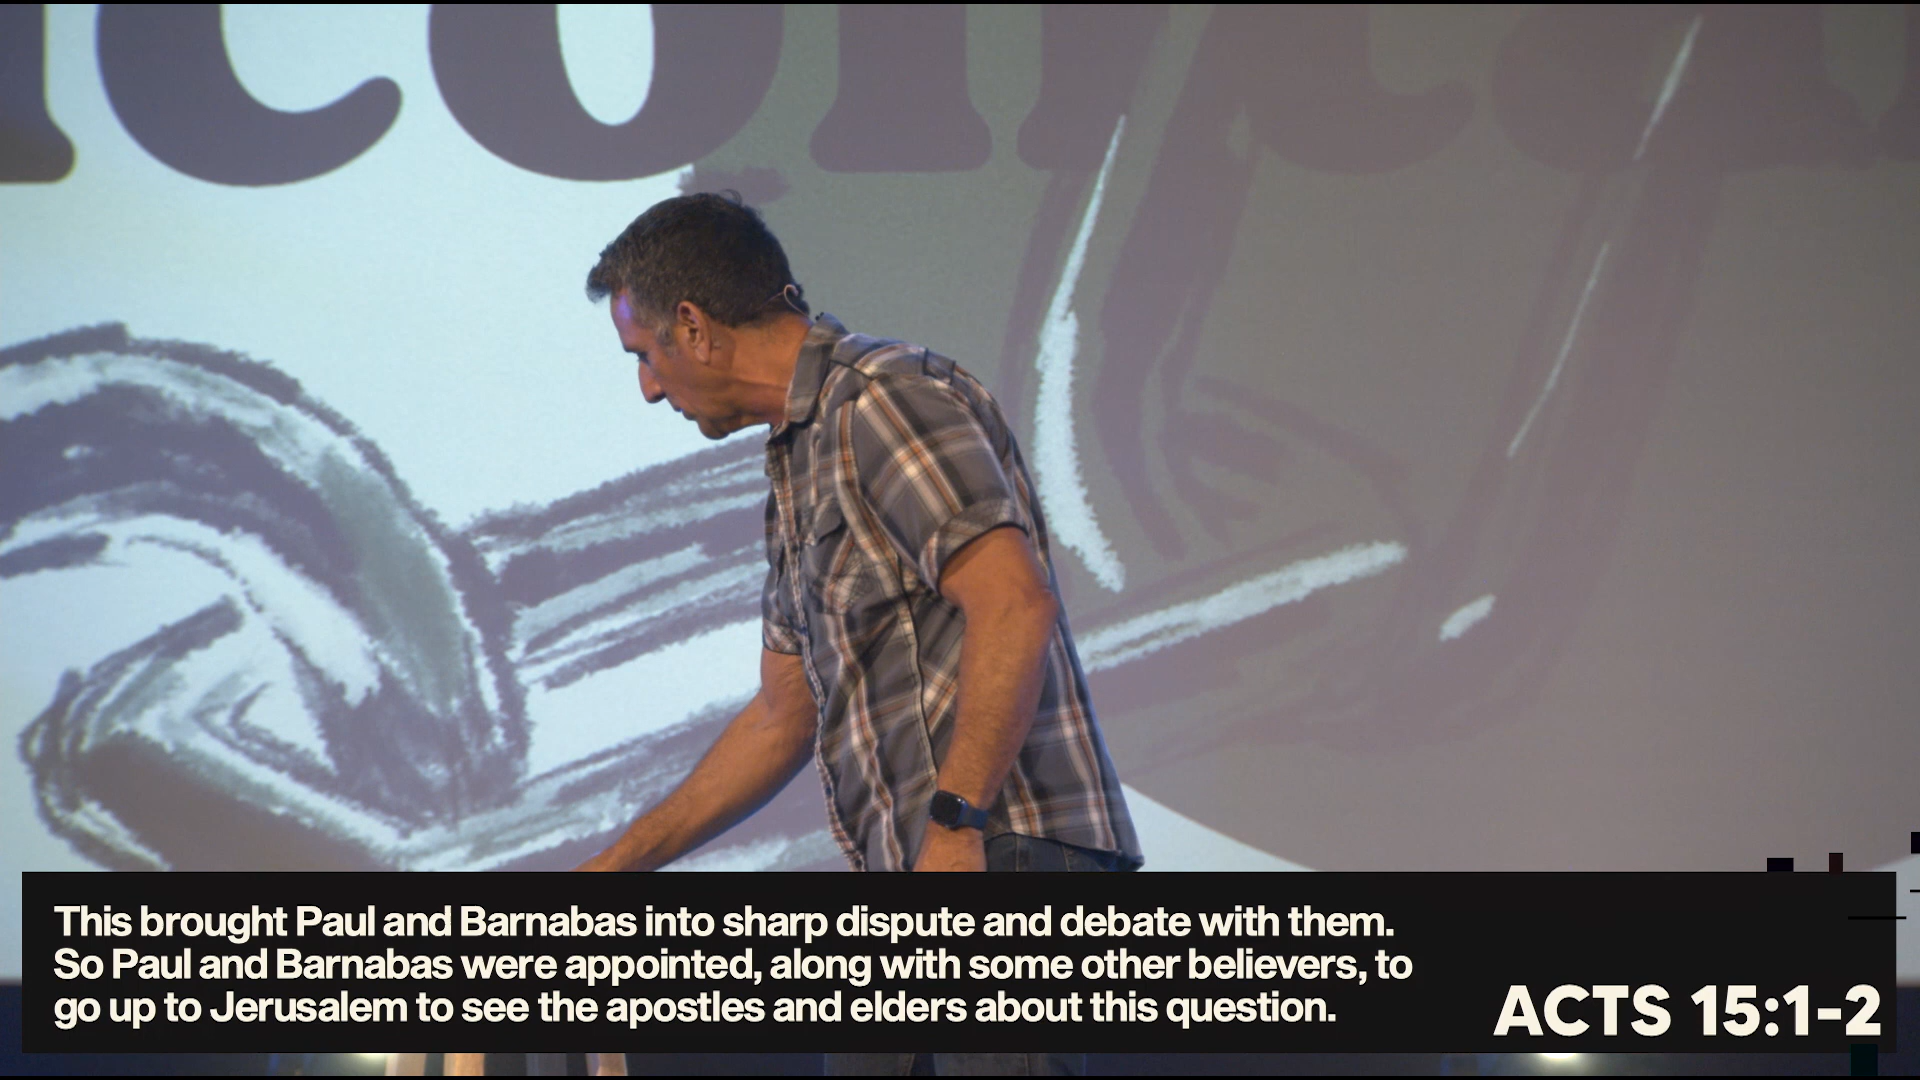 This brought Paul and Barnabas into sharp dispute and debate with them.
So Paul and Barnabas were appointed, along with some other believers, to
go up to Jerusalem to see the apostles and elders about this question.
ACTS 15:1-2